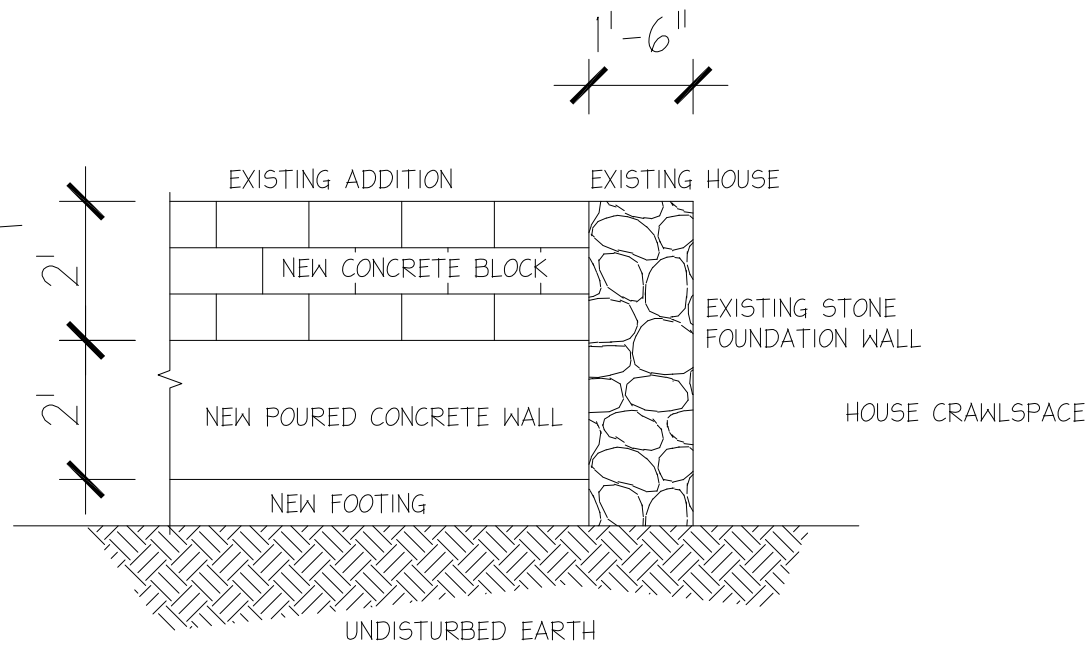 1'-6"
EXISTING ADDITION
EXISTING HOUSE
2'
NEW CONCRETE BLOCK
EXISTING STONE
FOUNDATION WALL
2'
NEW POURED CONCRETE WALL
HOUSE CRAWLSPACE
NEW FOOTING
UNDISTURBED EARTH